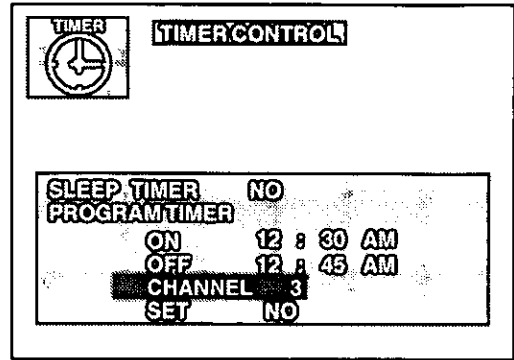 TIMER
TIMER CONTROL
SLEEP TIMER NO
PROGRAM TIMER
ON 12 : 30 AM
OFF 12 : 45 AM
CHANNEL 3
SET NO